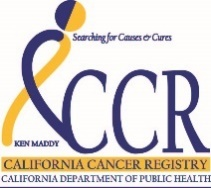 Searching for Causes & Cures
CCR
KEN MADDY
CALIFORNIA CANCER REGISTRY
CALIFORNIA DEPARTMENT OF PUBLIC HEALTH